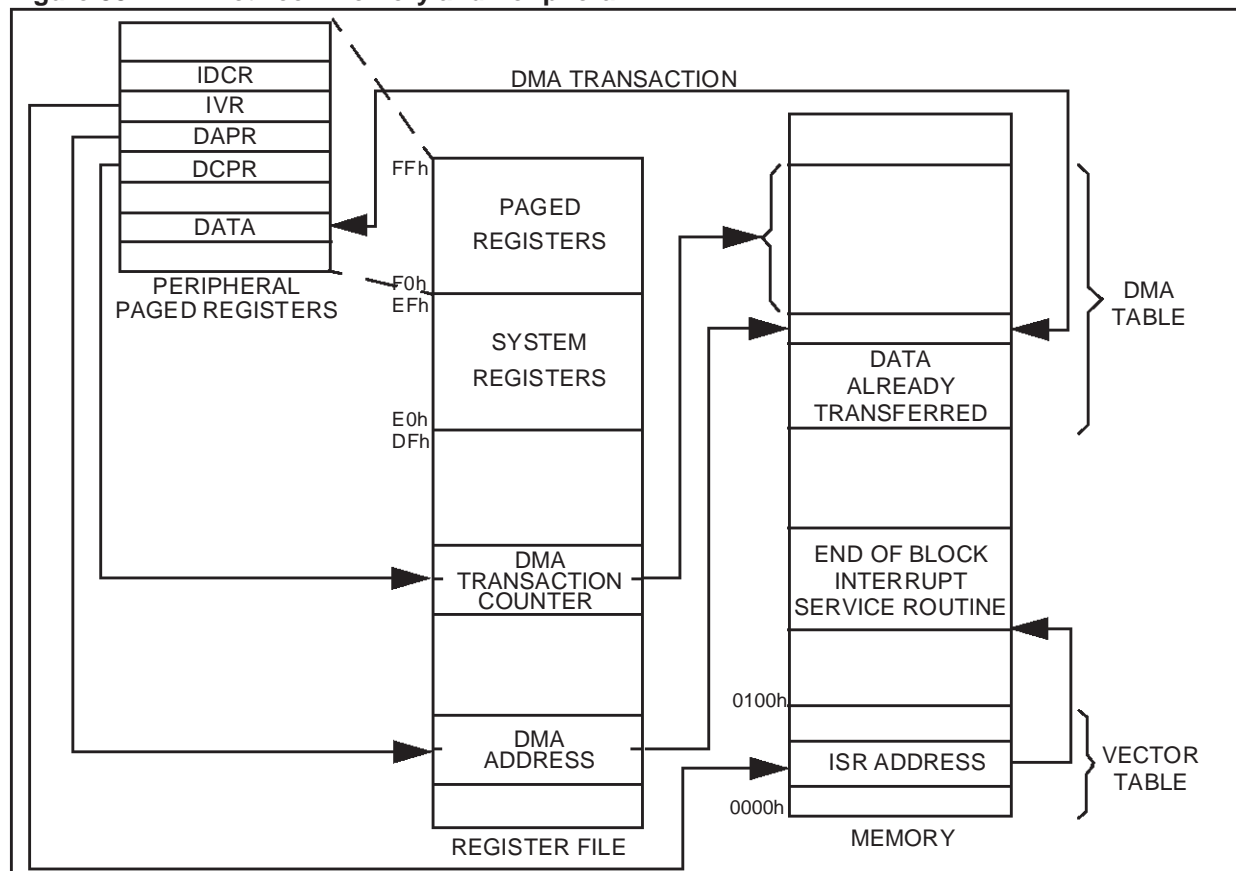 IDCR
IVR
DAPR
DCPR
DATA
PERIPHERAL
PAGED REGISTERS
DMA TRANSACTION
FFh
PAGED
REGISTERS
F0h
EFh
SYSTEM
REGISTERS
E0h
DFh
DMA
TRANSACTION
COUNTER
DMA
ADDRESS
REGISTER FILE
DATA
ALREADY
TRANSFERRED
END OF BLOCK
INTERRUPT
SERVICE ROUTINE
0100h
ISR ADDRESS
0000h
MEMORY
DMA
TABLE
VECTOR
TABLE